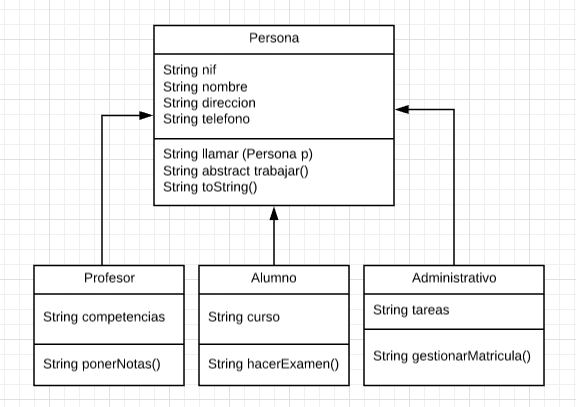 Persona
String nif
String nombre
String direccion
String telefono
String llamar (Persona p)
String abstract trabajar()
String toString()
Profesor
String competencias
String ponerNotas()
Alumno
String curso
String hacerExamen()
Administrativo
String tareas
String gestionarMatricula()